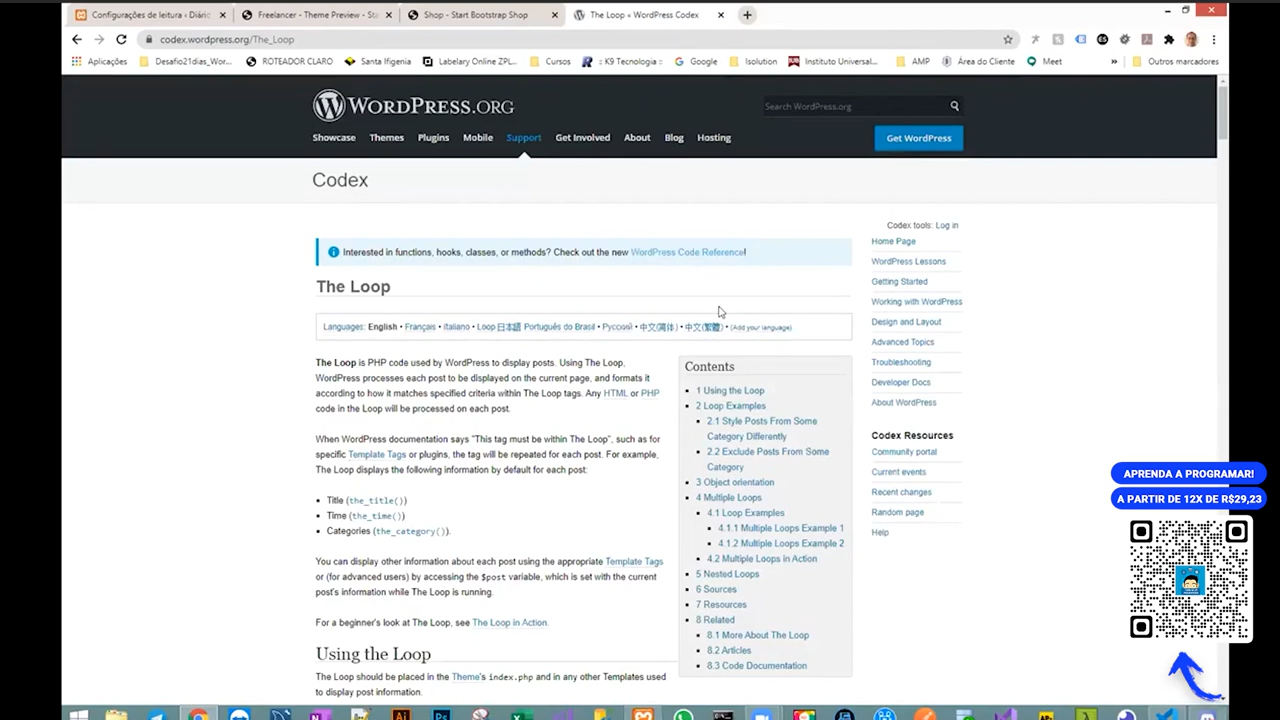 Configurações de leitura ‹ Diário
Freelancer - Theme Preview - Sta
Shop - Start Bootstrap Shop
The Loop « WordPress Codex
codex.wordpress.org/The_Loop
Aplicações
Desafio21dias_Wor...
ROTEADOR CLARO
Santa Ifigenia
Labelary Online ZPL...
Cursos
:: K9 Tecnologia ::
Google
Isolution
Instituto Universal...
AMP
Área do Cliente
Meet
»
Outros marcadores
WORDPRESS.ORG
Search WordPress.org
Showcase Themes Plugins Mobile Support Get Involved About Blog Hosting
Get WordPress
Codex
Codex tools: Log in
Interested in functions, hooks, classes, or methods? Check out the new WordPress Code Reference!
The Loop
Languages: English • Français • Italiano • Loop 日本語 Português do Brasil • Русский • 中文(简体) • 中文(繁體) • (Add your language)
The Loop is PHP code used by WordPress to display posts. Using The Loop,
WordPress processes each post to be displayed on the current page, and formats it
according to how it matches specified criteria within The Loop tags. Any HTML or PHP
code in the Loop will be processed on each post.
When WordPress documentation says "This tag must be within The Loop", such as for
specific Template Tags or plugins, the tag will be repeated for each post. For example,
The Loop displays the following information by default for each post:
Title (the_title())
Time (the_time())
Categories (the_category()).
You can display other information about each post using the appropriate Template Tags
or (for advanced users) by accessing the $post variable, which is set with the current
post's information while The Loop is running.
For a beginner's look at The Loop, see The Loop in Action.
Using the Loop
The Loop should be placed in the Theme's index.php and in any other Templates used
to display post information.
Contents
1 Using the Loop
2 Loop Examples
2.1 Style Posts From Some
Category Differently
2.2 Exclude Posts From Some
Category
3 Object orientation
4 Multiple Loops
4.1 Loop Examples
4.1.1 Multiple Loops Example 1
4.1.2 Multiple Loops Example 2
4.2 Multiple Loops in Action
5 Nested Loops
6 Sources
7 Resources
8 Related
8.1 More About The Loop
8.2 Articles
8.3 Code Documentation
Home Page
WordPress Lessons
Getting Started
Working with WordPress
Design and Layout
Advanced Topics
Troubleshooting
Developer Docs
About WordPress
Codex Resources
Community portal
Current events
Recent changes
Random page
Help
APRENDA A PROGRAMAR!
A PARTIR DE 12X DE R$29,23